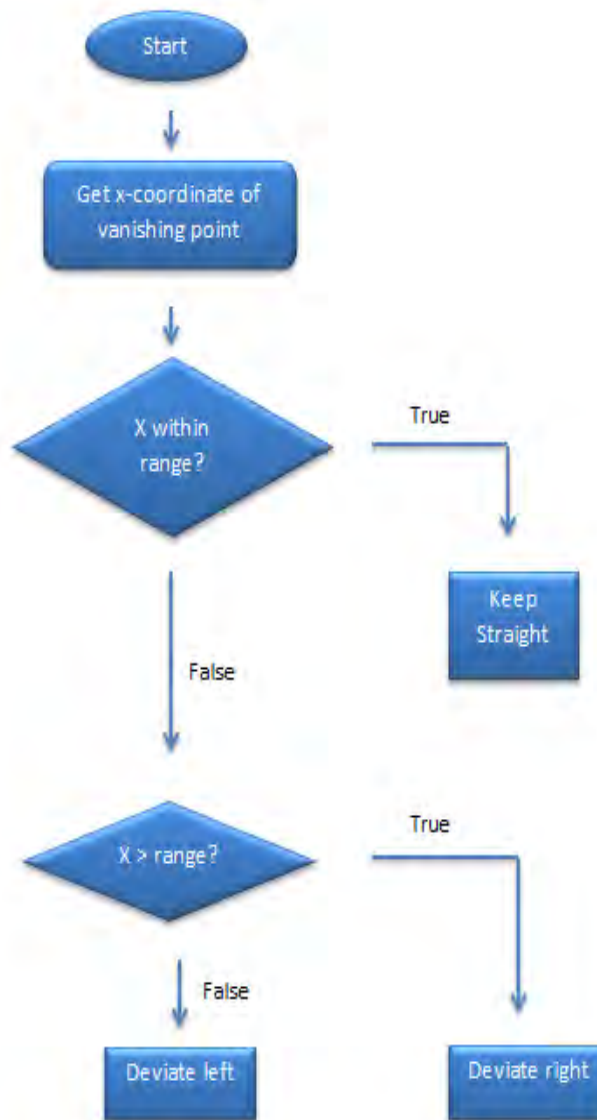 Start
Get x-coordinate of
vanishing point
X within
range?
True
Keep
Straight
False
X > range?
True
False
Deviate left
Deviate right